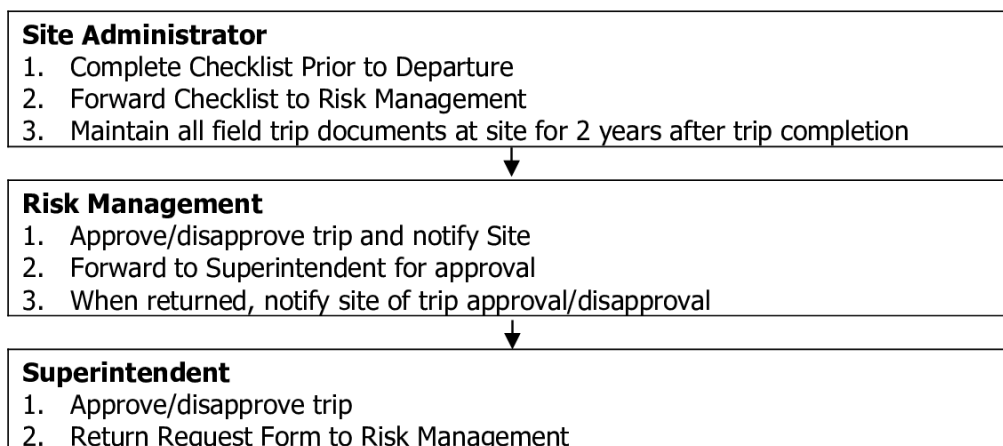 Site Administrator
1. Complete Checklist Prior to Departure
2. Forward Checklist to Risk Management
3. Maintain all field trip documents at site for 2 years after trip completion
Risk Management
1. Approve/disapprove trip and notify Site
2. Forward to Superintendent for approval
3. When returned, notify site of trip approval/disapproval
Superintendent
1. Approve/disapprove trip
2. Return Request Form to Risk Management